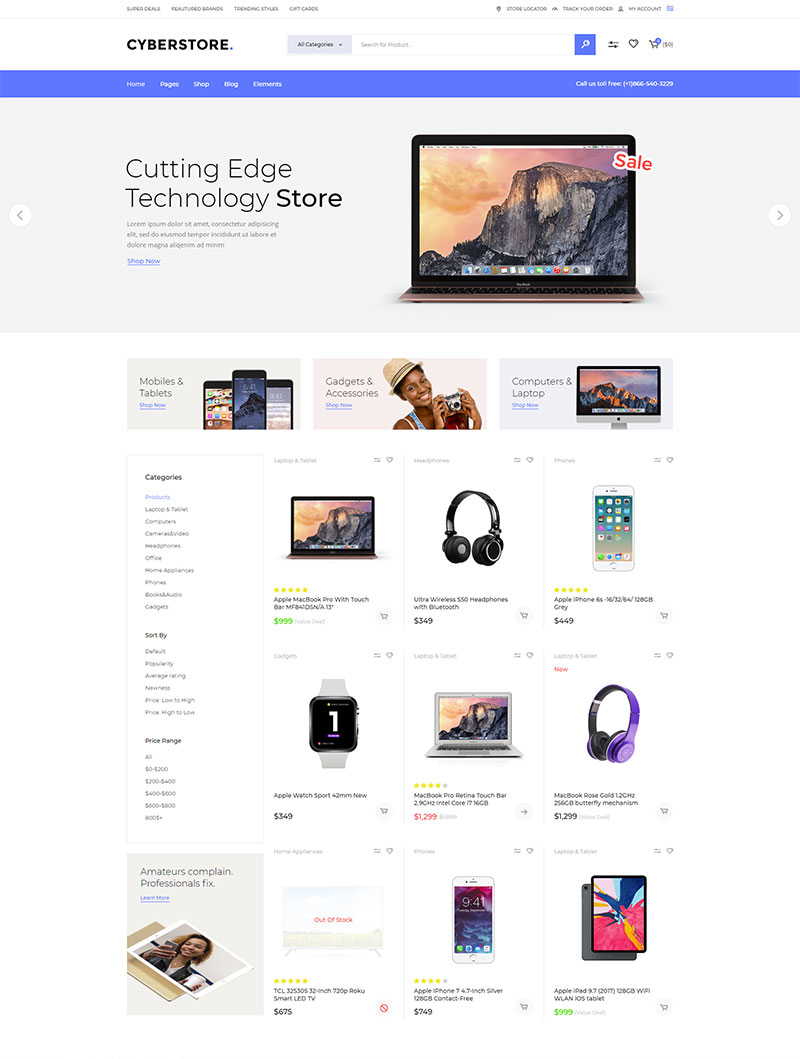 SUPER DEALS FEAUTURED BRANDS TRENDING STYLES GIFT CARDS
STORE LOCATOR TRACK YOUR ORDER MY ACCOUNT
CYBERSTORE.
All Categories
Search for Product..
($0)
Home Pages Shop Blog Elements
Call us toll free: (+1)866-540-3229
Cutting Edge
Technology Store
Lorem ipsum dolor sit amet, consectetur adipisicing
elit, sed do eiusmod tempor incididunt ut labore et
dolore magna aliqenim ad minim
Shop Now
Sale
MacBook
Mobiles &
Tablets
Shop Now
Gadgets &
Accessories
Shop Now
Computers &
Laptop
Shop Now
Categories
Products
Laptop & Tablet
Computers
Cameras&Video
Headphones
Office
Home Appliances
Phones
Books&Audio
Gadgets
Sort By
Default
Popularity
Average rating
Newness
Price: Low to High
Price: High to Low
Price Range
All
$0-$200
$200-$400
$400-$600
$600-$800
800$+
Amateurs complain.
Professionals fix.
Learn More
Laptop & Tablet
Apple MacBook Pro With Touch
Bar MF841DSN/A 13"
$999 (Value Deal)
Headphones
Ultra Wireless S50 Headphones
with Bluetooth
$349
Phones
Apple iPhone 6s -16/32/64/ 128GB
Grey
$449
Gadgets
1
Apple Watch Sport 42mm New
$349
Laptop & Tablet
MacBook Pro Retina Touch Bar
2.9GHz Intel Core i7 16GB
$1,299
Laptop & Tablet
New
MacBook Rose Gold 1.2GHz
256GB butterfly mechanism
$1,299 (Value Deal)
Home Appliances
Out Of Stock
TCL 32S305 32-Inch 720p Roku
Smart LED TV
$675
Phones
9:41
Apple iPhone 7 4.7-Inch Silver
128GB Contact-Free
$749
Laptop & Tablet
Apple iPad 9.7 (2017) 128GB WiFi
WLAN iOS tablet
$999 (Value Deal)